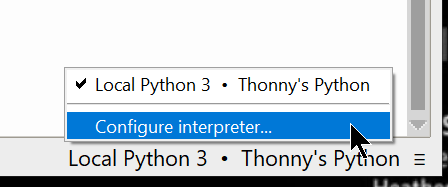 ✔ Local Python 3 • Thonny's Python
Configure interpreter...
Local Python 3 • Thonny's Python ☰